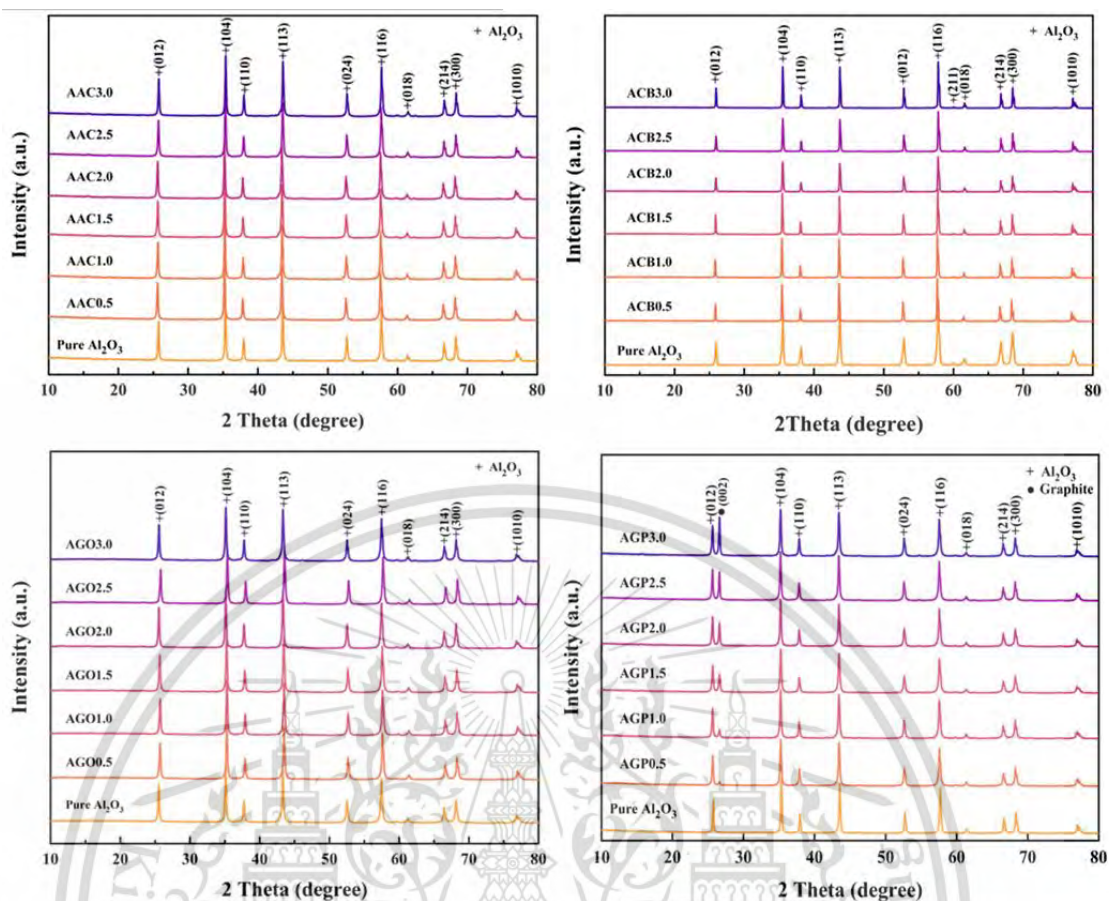 + Al₂O₃
+(012)
+(104)
+(110)
+(113)
+(024)
+(116)
+(018)
+(214)
+(300)
+(1010)
AAC3.0
AAC2.5
AAC2.0
AAC1.5
AAC1.0
AAC0.5
Pure Al₂O₃
Intensity (a.u.)
10 20 30 40 50 60 70 80
2 Theta (degree)
+ Al₂O₃
+(012)
+(104)
+(110)
+(113)
+(012)
+(116)
+(211)
+(018)
+(214)
+(300)
+(1010)
ACB3.0
ACB2.5
ACB2.0
ACB1.5
ACB1.0
ACB0.5
Pure Al₂O₃
Intensity (a.u.)
10 20 30 40 50 60 70 80
2Theta (degree)
+ Al₂O₃
+(012)
+(104)
+(110)
+(113)
+(024)
+(116)
+(018)
+(214)
+(300)
+(1010)
AGO3.0
AGO2.5
AGO2.0
AGO1.5
AGO1.0
AGO0.5
Pure Al₂O₃
Intensity (a.u.)
10 20 30 40 50 60 70 80
2 Theta (degree)
+ Al₂O₃
● Graphite
+(012)
●(002)
+(104)
+(110)
+(113)
+(024)
+(116)
+(018)
+(214)
+(300)
+(1010)
AGP3.0
AGP2.5
AGP2.0
AGP1.5
AGP1.0
AGP0.5
Pure Al₂O₃
Intensity (a.u.)
10 20 30 40 50 60 70 80
2 Theta (degree)